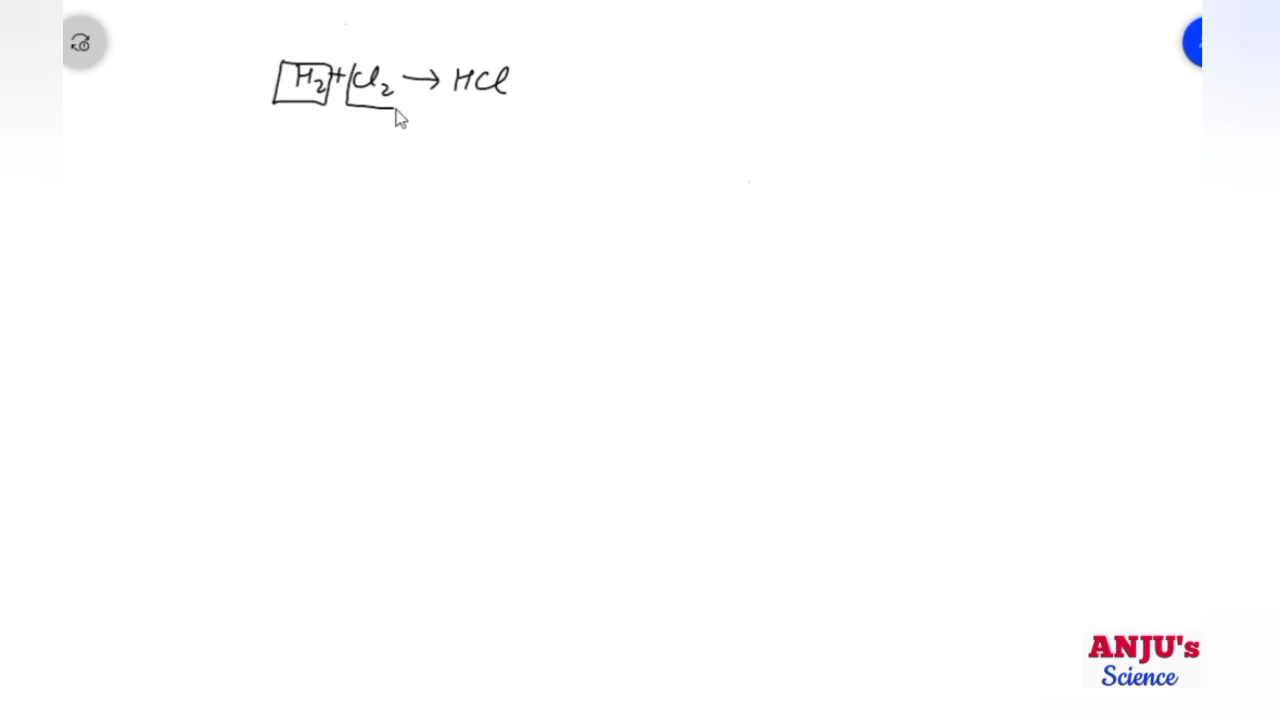 H₂ + Cl₂ → HCl
ANJU's
Science